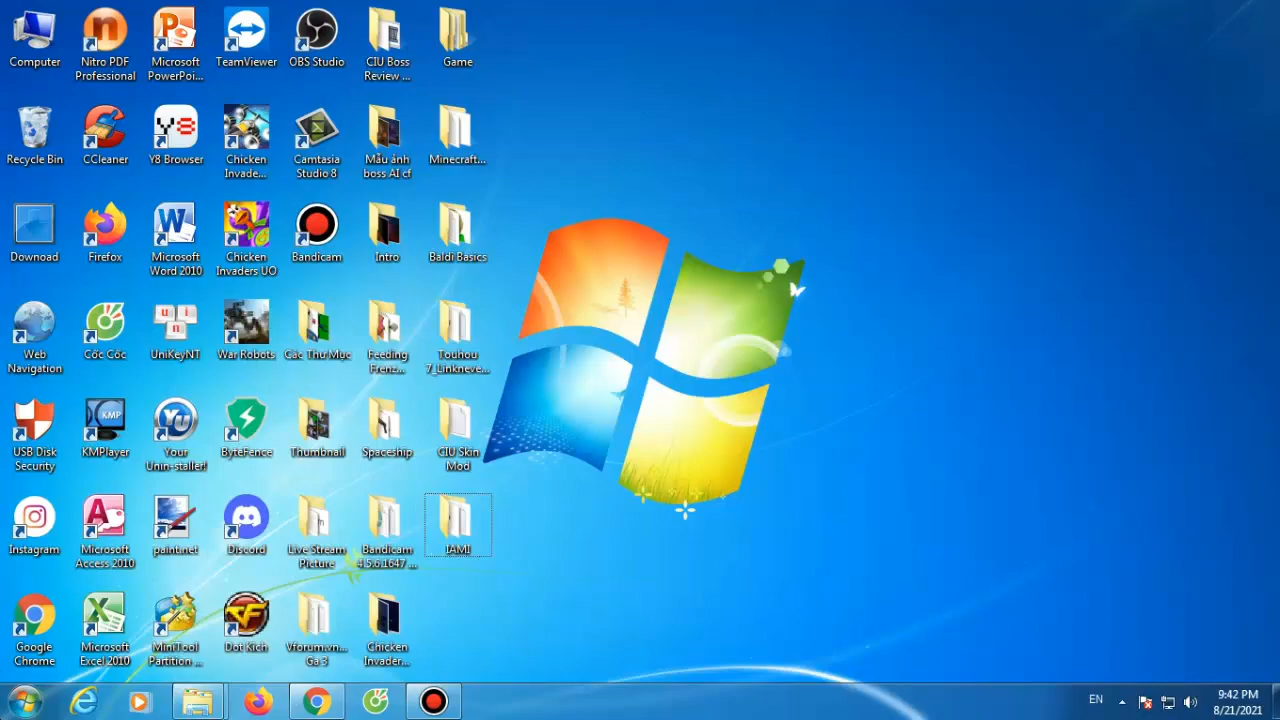 Computer
Nitro PDF
Professional
Microsoft
PowerPoi...
TeamViewer
OBS Studio
CIU Boss
Review ...
Game
Recycle Bin
CCleaner
Y8 Browser
Chicken
Invade...
Camtasia
Studio 8
Mẫu ảnh
boss AI cf
Minecraft...
Downoad
Firefox
Microsoft
Word 2010
Chicken
Invaders UO
Bandicam
Intro
Baldi Basics
Web
Navigation
Cốc Cốc
u i
n
UniKeyNT
War Robots
Các Thư Mục
Feeding
Frenz...
Touhou
7_Linkneve...
USB Disk
Security
KMP
KMPlayer
Your
Unin-staller!
ByteFence
Thumbnail
Spaceship
CIU Skin
Mod
Instagram
Microsoft
Access 2010
paint.net
Discord
Live Stream
Picture
Bandicam
4.5.6.1647 ...
IAMI
Google
Chrome
Microsoft
Excel 2010
MiniTool
Partition ...
Dot Kich
Vforum.vn...
Ga 3
Chicken
Invader...
EN
9:42 PM
8/21/2021